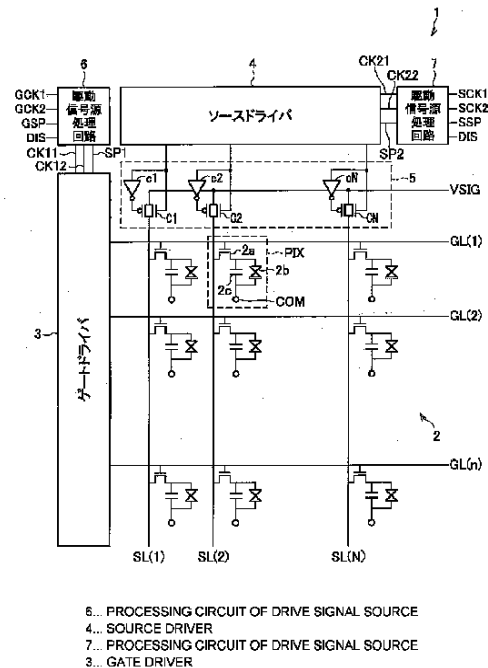 1
6
4
CK21
CK22
7
GCK1
GCK2
GSP
DIS
駆動
信号源
処理
回路
ソースドライバ
駆動
信号源
処理
回路
SCK1
SCK2
SSP
DIS
CK11
CK12
SP1
SP2
c1
c2
cN
5
VSIG
C1
C2
CN
GL(1)
2a
PIX
2b
2c
COM
GL(2)
3
ゲートドライバ
2
GL(n)
SL(1)
SL(2)
SL(N)
6... PROCESSING CIRCUIT OF DRIVE SIGNAL SOURCE
4... SOURCE DRIVER
7... PROCESSING CIRCUIT OF DRIVE SIGNAL SOURCE
3... GATE DRIVER